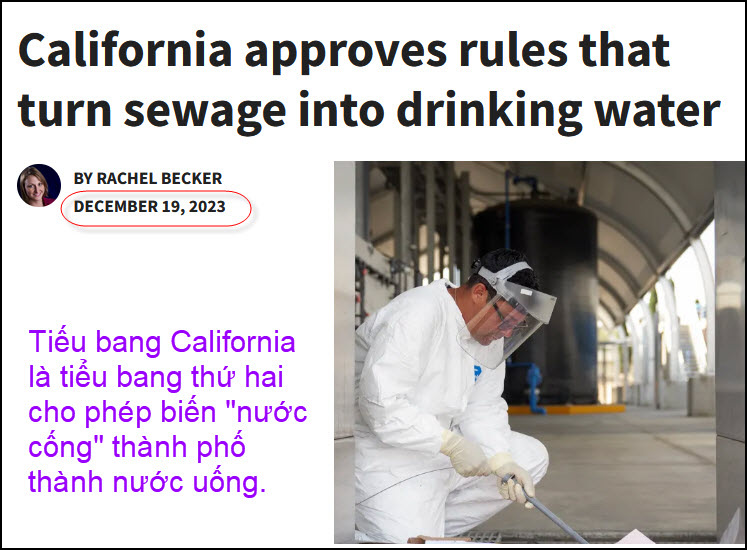 California approves rules that
turn sewage into drinking water
BY RACHEL BECKER
DECEMBER 19, 2023
Tiếu bang California
là tiểu bang thứ hai
cho phép biến "nước
cống" thành phố
thành nước uống.